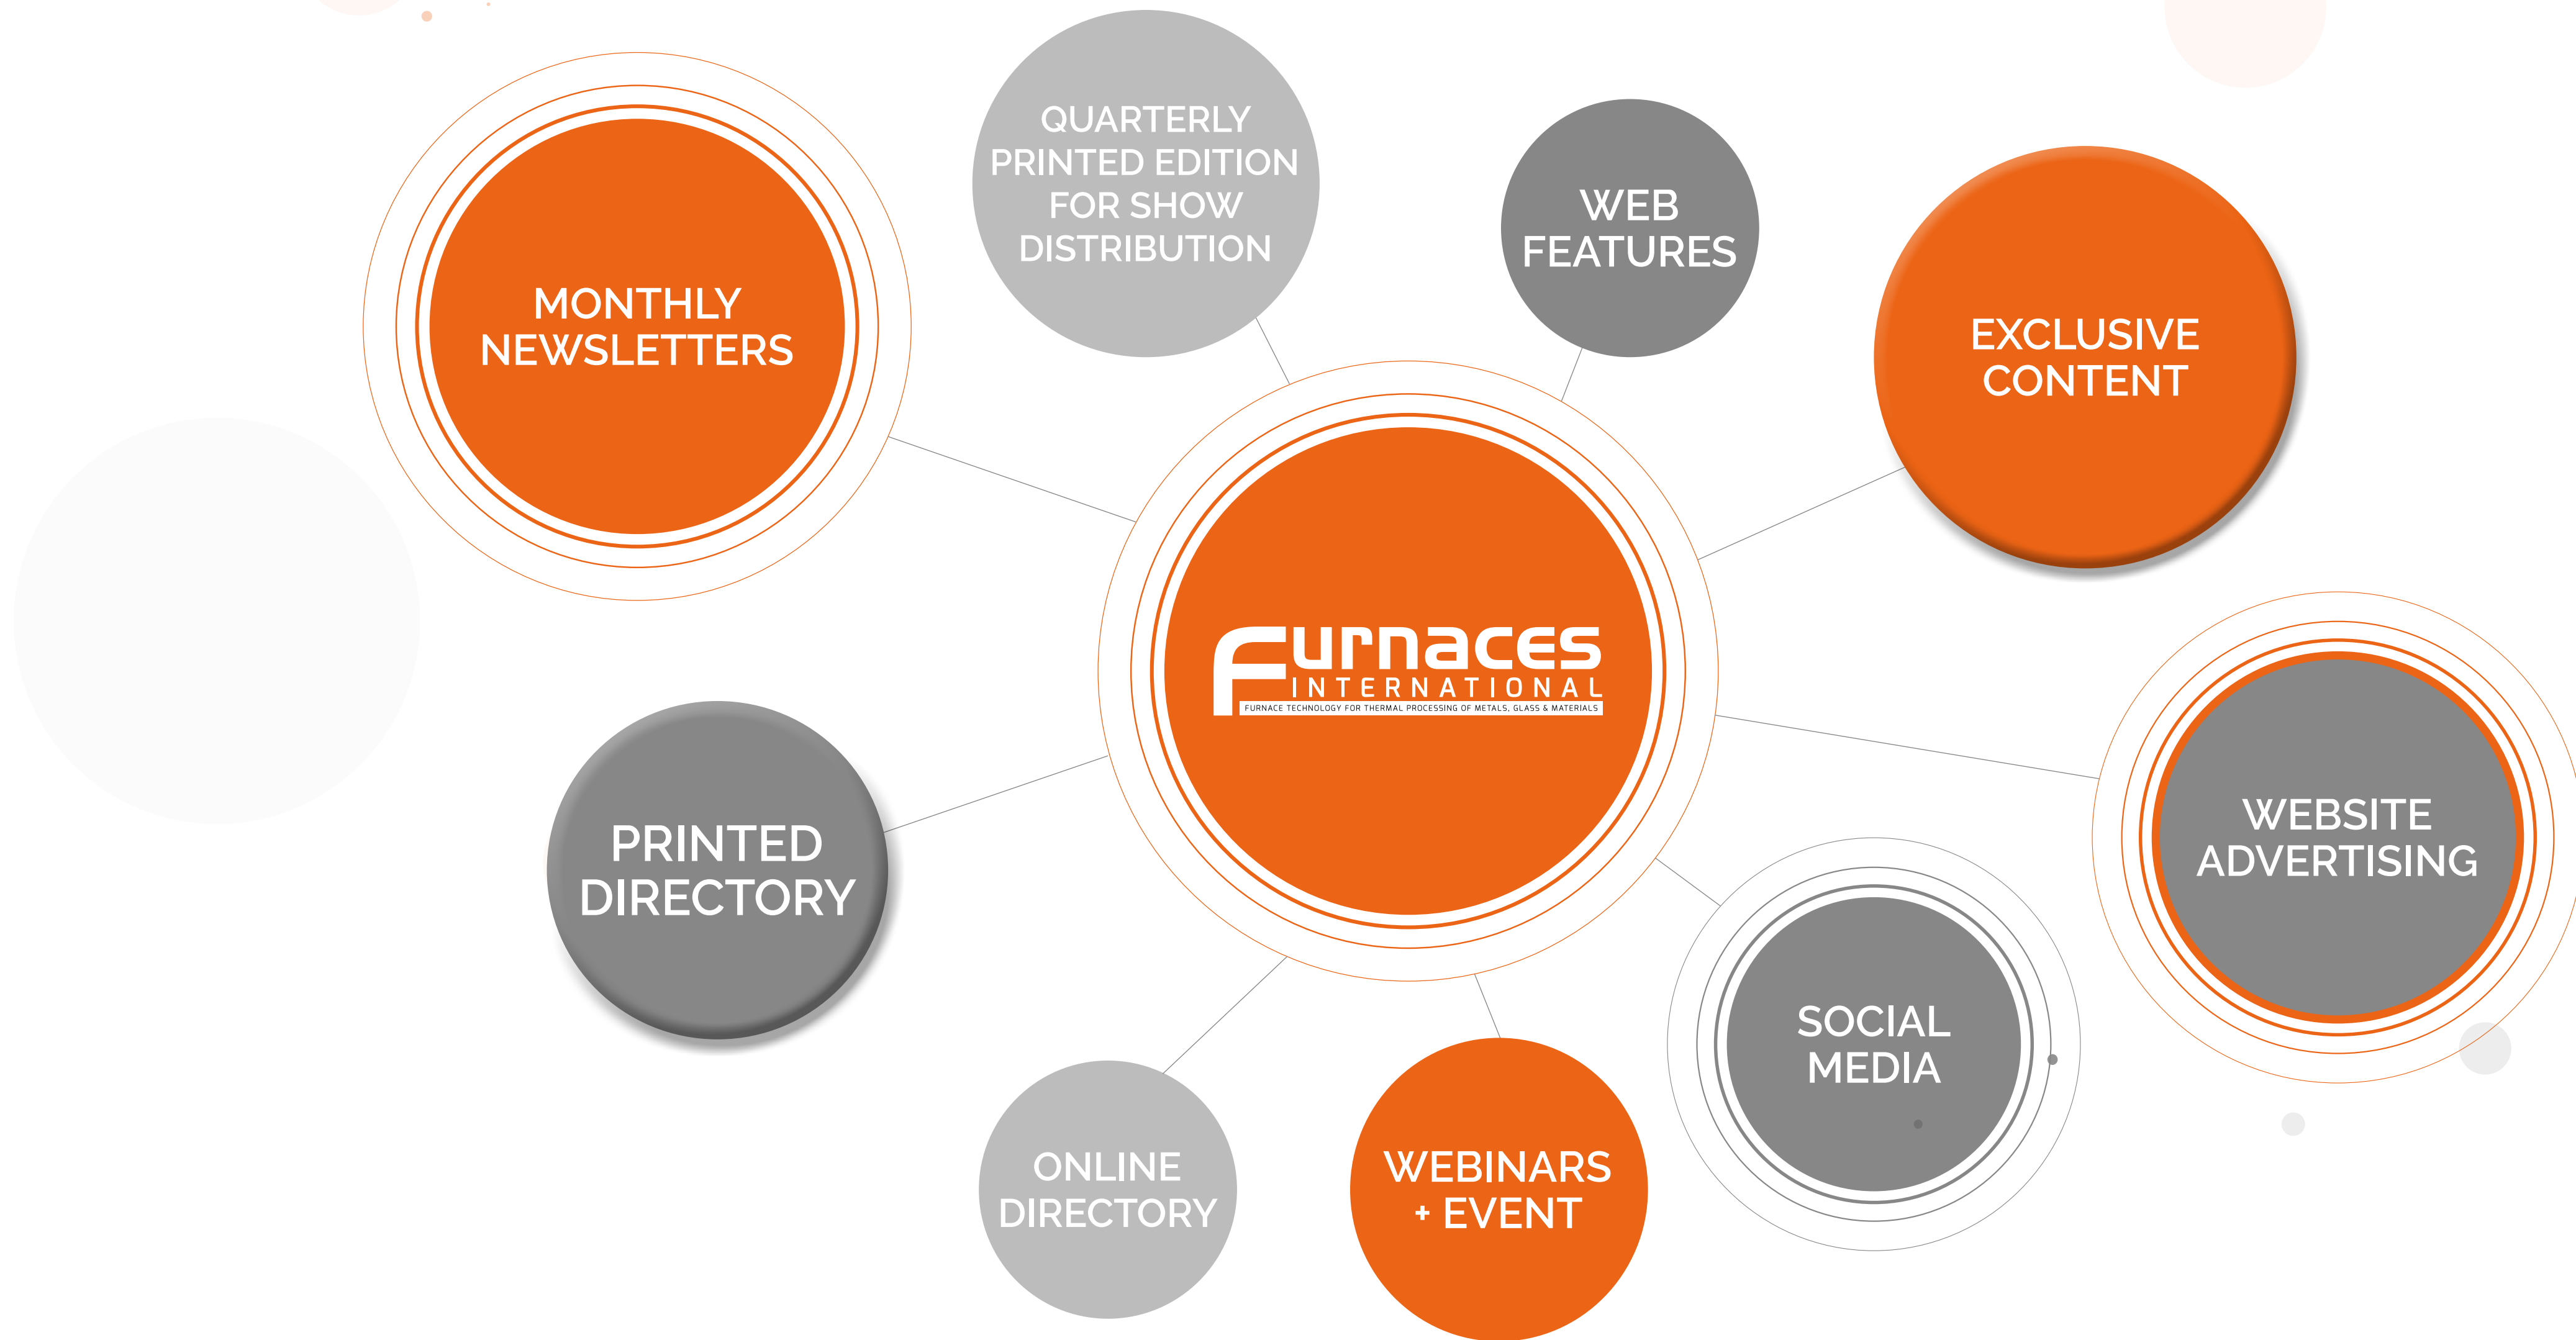 QUARTERLY
PRINTED EDITION
FOR SHOW
DISTRIBUTION
WEB
FEATURES
MONTHLY
NEWSLETTERS
EXCLUSIVE
CONTENT
Furnaces
INTERNATIONAL
FURNACE TECHNOLOGY FOR THERMAL PROCESSING OF METALS, GLASS & MATERIALS
PRINTED
DIRECTORY
WEBSITE
ADVERTISING
SOCIAL
MEDIA
ONLINE
DIRECTORY
WEBINARS
+ EVENT